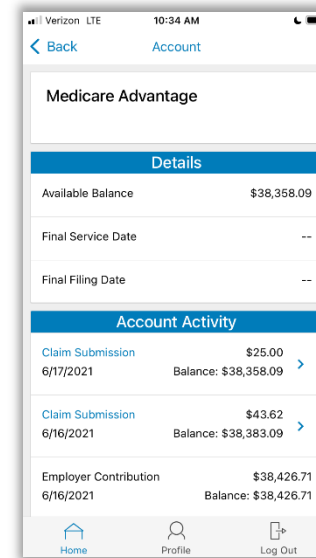 Verizon LTE 10:34 AM
Back Account
Medicare Advantage
Details
Available Balance $38,358.09
Final Service Date --
Final Filing Date --
Account Activity
Claim Submission $25.00
6/17/2021 Balance: $38,358.09
Claim Submission $43.62
6/16/2021 Balance: $38,383.09
Employer Contribution $38,426.71
6/16/2021 Balance: $38,426.71
Home Profile Log Out